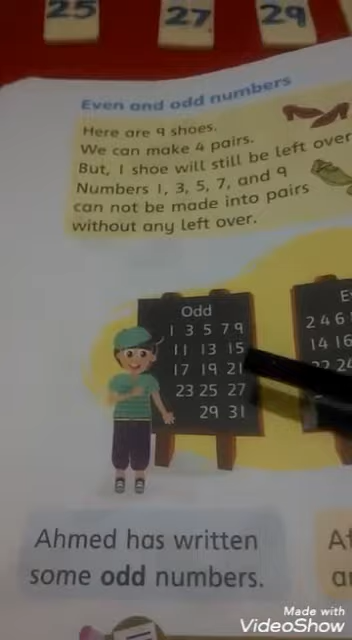 25 27 29
Even and odd numbers
Here are 9 shoes.
We can make 4 pairs.
But, 1 shoe will still be left over
Numbers 1, 3, 5, 7, and 9
can not be made into pairs
without any left over.
Odd
1 3 5 7 9
11 13 15
17 19 21
23 25 27
29 31
2 4 6
14 16
22 24
Ahmed has written
some odd numbers.
Made with
VideoShow